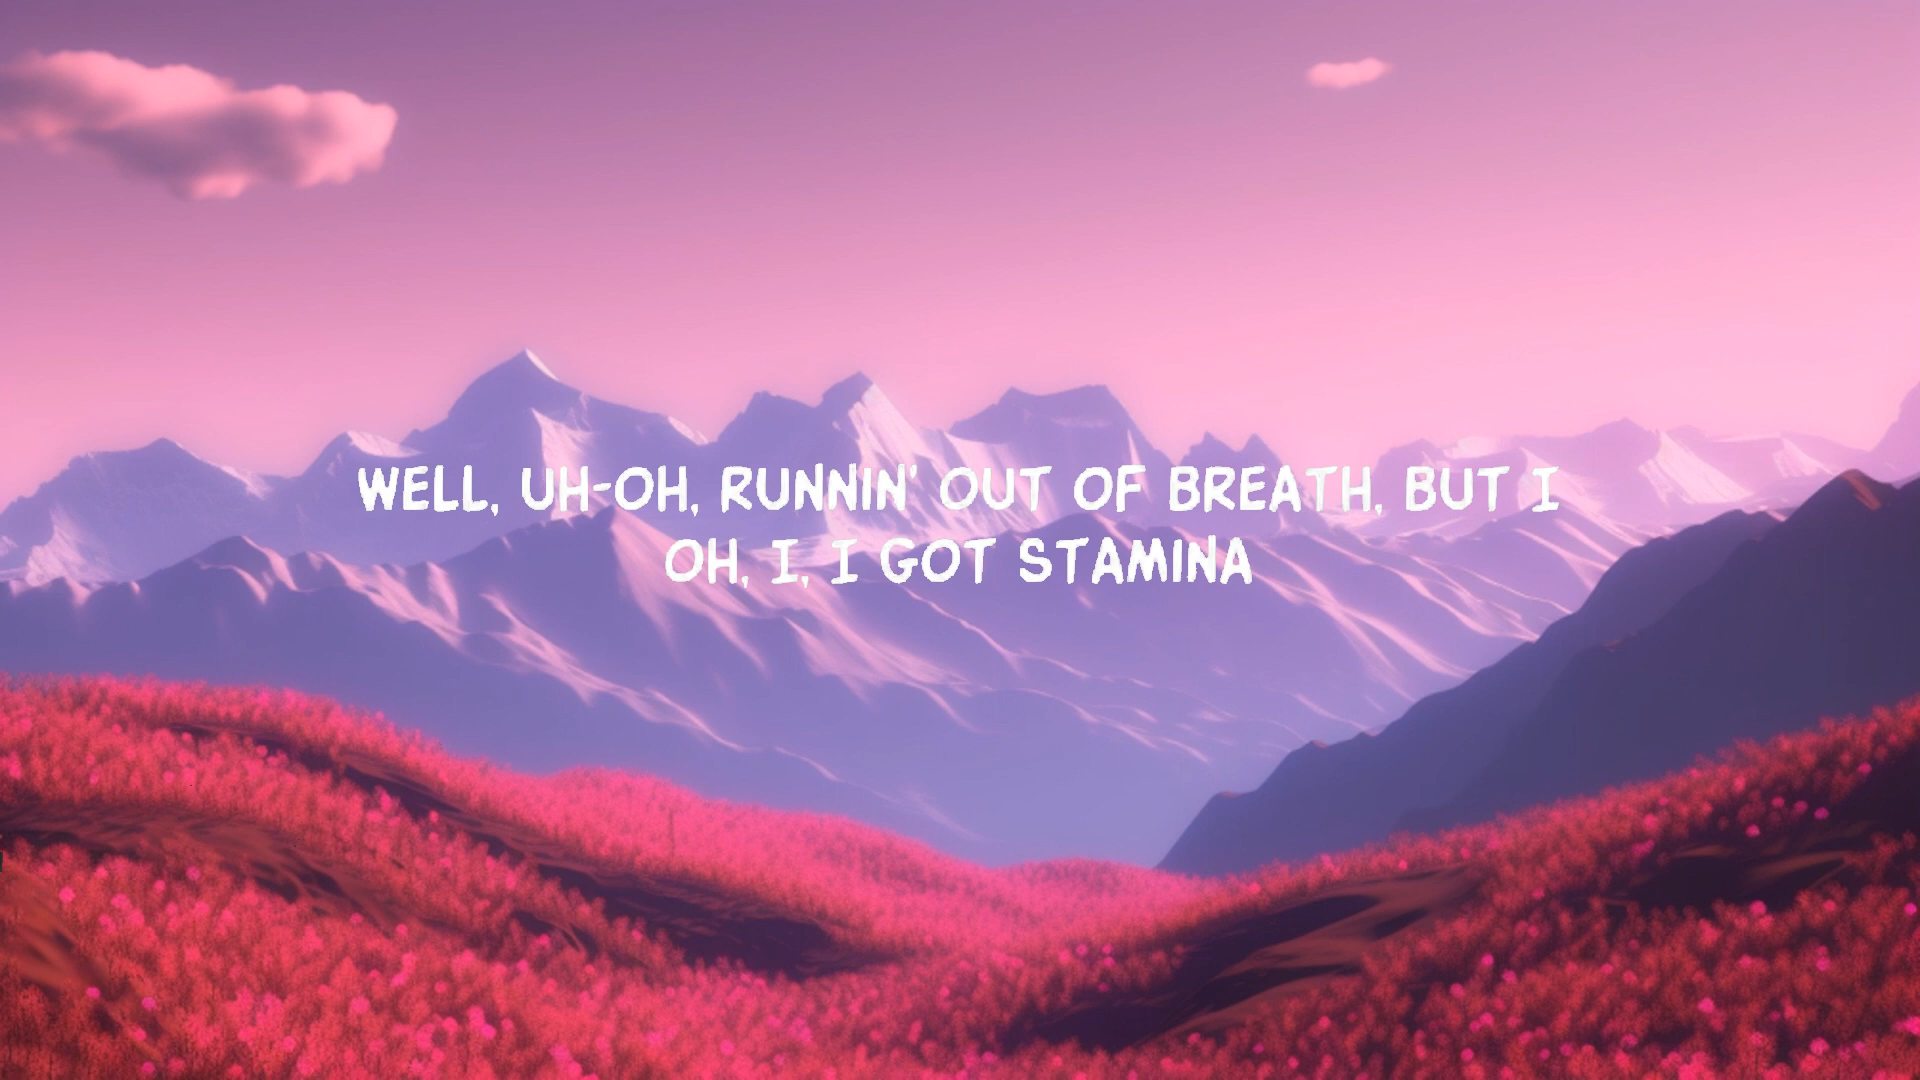 WELL, UH-OH, RUNNIN' OUT OF BREATH, BUT I
OH, I, I GOT STAMINA